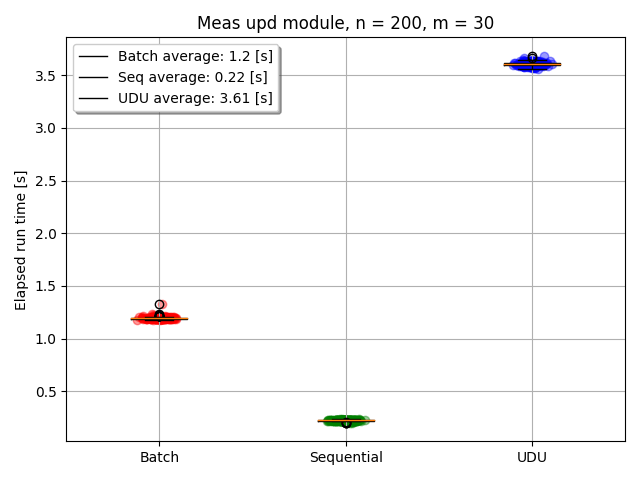 Meas upd module, n = 200, m = 30
Batch average: 1.2 [s]
Seq average: 0.22 [s]
UDU average: 3.61 [s]
Elapsed run time [s]
3.5
3.0
2.5
2.0
1.5
1.0
0.5
Batch
Sequential
UDU